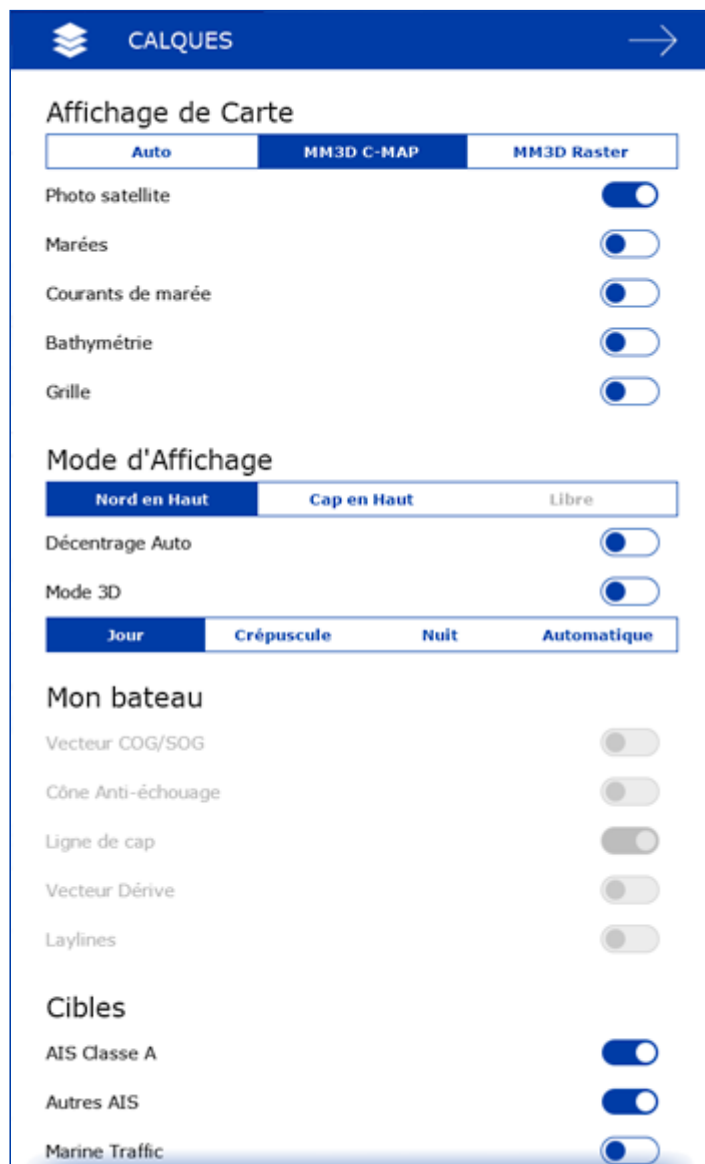 CALQUES
Affichage de Carte
Auto MM3D C-MAP MM3D Raster
Photo satellite
Marées
Courants de marée
Bathymétrie
Grille
Mode d'Affichage
Nord en Haut Cap en Haut Libre
Décentrage Auto
Mode 3D
Jour Crépuscule Nuit Automatique
Mon bateau
Vecteur COG/SOG
Cône Anti-échouage
Ligne de cap
Vecteur Dérive
Laylines
Cibles
AIS Classe A
Autres AIS
Marine Traffic